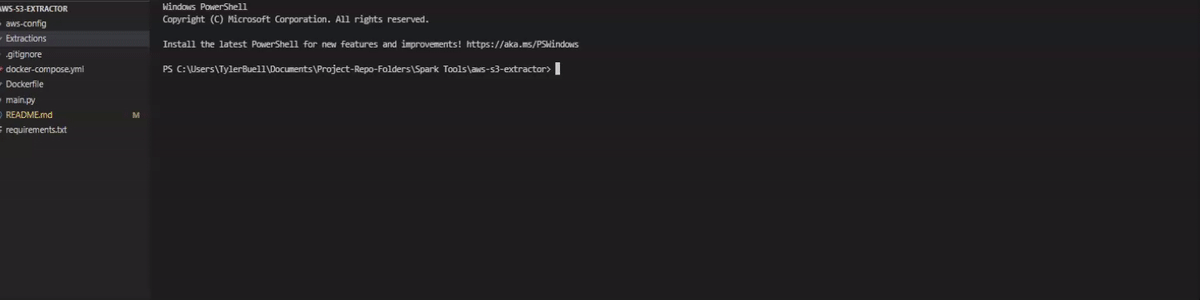 AWS-S3-EXTRACTOR
aws-config
Extractions
.gitignore
docker-compose.yml
Dockerfile
main.py
README.md M
requirements.txt
Windows PowerShell
Copyright (C) Microsoft Corporation. All rights reserved.
Install the latest PowerShell for new features and improvements! https://aka.ms/PSWindows
PS C:\Users\TylerBuell\Documents\Project-Repo-Folders\Spark Tools\aws-s3-extractor>